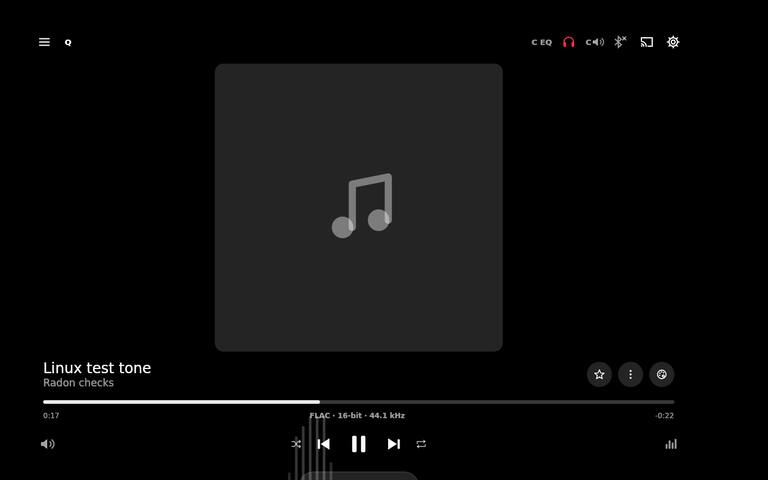 Q
C EQ
C
Linux test tone
Radon checks
0:17
FLAC · 16-bit · 44.1 kHz
-0:22